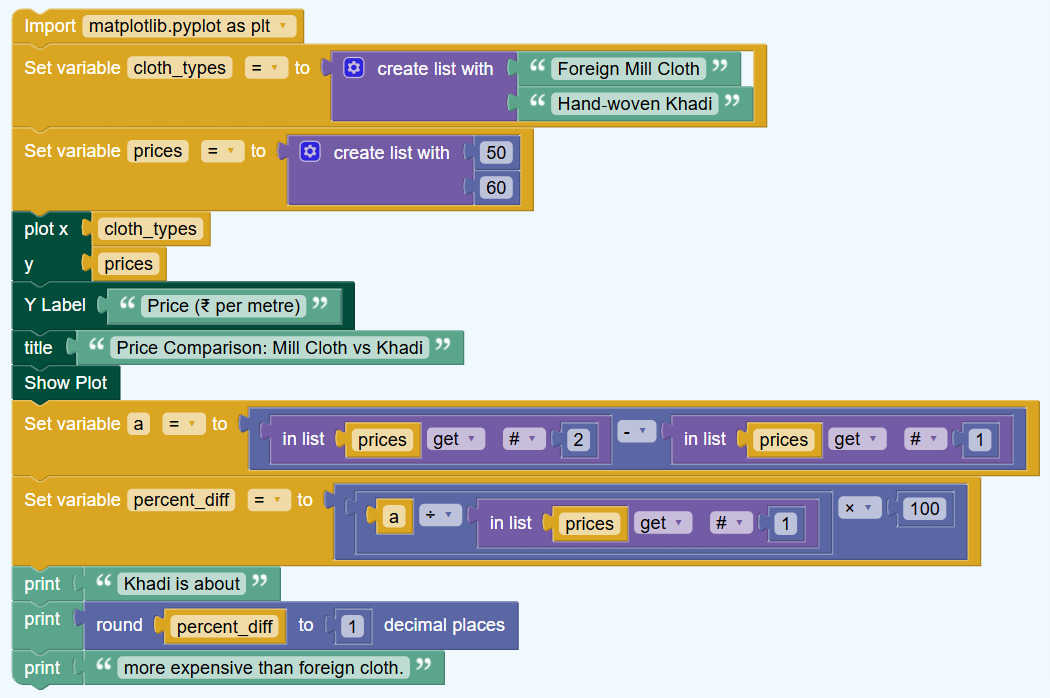 Import matplotlib.pyplot as plt
Set variable cloth_types = to create list with “ Foreign Mill Cloth ”
“ Hand-woven Khadi ”
Set variable prices = to create list with 50
60
plot x cloth_types
y prices
Y Label “ Price (₹ per metre) ”
title “ Price Comparison: Mill Cloth vs Khadi ”
Show Plot
Set variable a = to in list prices get # 2 - in list prices get # 1
Set variable percent_diff = to a ÷ in list prices get # 1 × 100
print “ Khadi is about ”
print round percent_diff to 1 decimal places
print “ more expensive than foreign cloth. ”